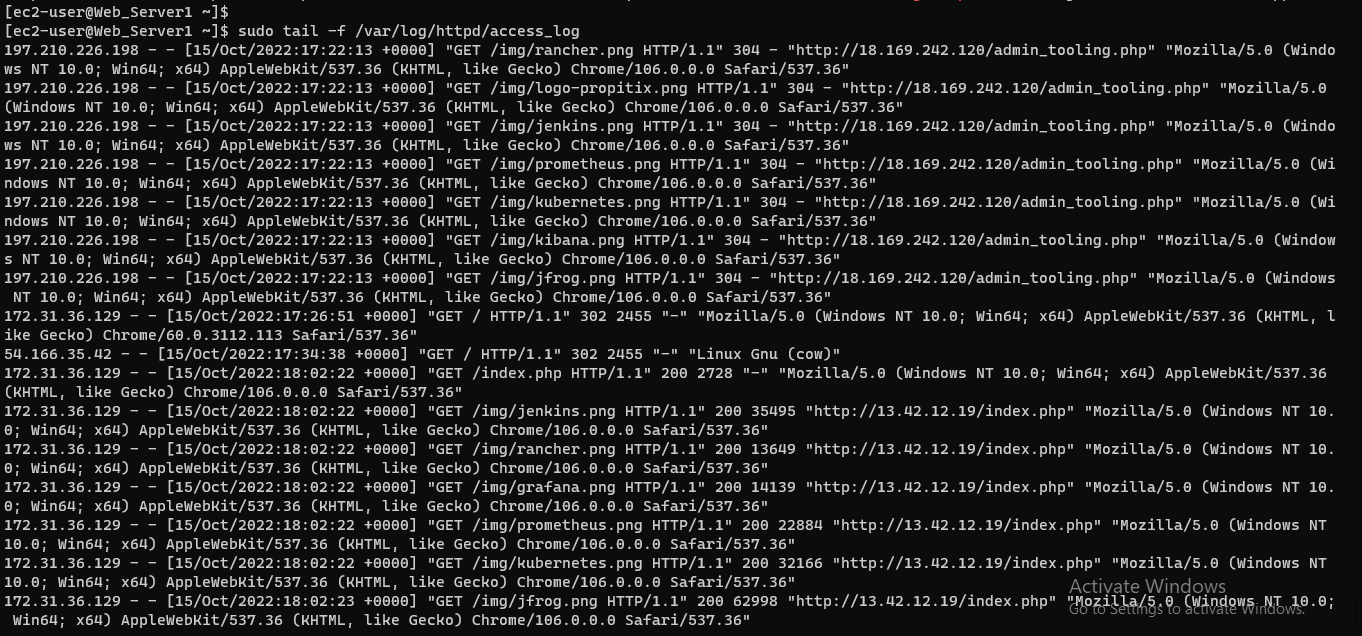 [ec2-user@Web_Server1 ~]$
[ec2-user@Web_Server1 ~]$ sudo tail -f /var/log/httpd/access_log
197.210.226.198 - - [15/Oct/2022:17:22:13 +0000] "GET /img/rancher.png HTTP/1.1" 304 - "http://18.169.242.120/admin_tooling.php" "Mozilla/5.0 (Windo
ws NT 10.0; Win64; x64) AppleWebKit/537.36 (KHTML, like Gecko) Chrome/106.0.0.0 Safari/537.36"
197.210.226.198 - - [15/Oct/2022:17:22:13 +0000] "GET /img/logo-propitix.png HTTP/1.1" 304 - "http://18.169.242.120/admin_tooling.php" "Mozilla/5.0
(Windows NT 10.0; Win64; x64) AppleWebKit/537.36 (KHTML, like Gecko) Chrome/106.0.0.0 Safari/537.36"
197.210.226.198 - - [15/Oct/2022:17:22:13 +0000] "GET /img/jenkins.png HTTP/1.1" 304 - "http://18.169.242.120/admin_tooling.php" "Mozilla/5.0 (Windo
ws NT 10.0; Win64; x64) AppleWebKit/537.36 (KHTML, like Gecko) Chrome/106.0.0.0 Safari/537.36"
197.210.226.198 - - [15/Oct/2022:17:22:13 +0000] "GET /img/prometheus.png HTTP/1.1" 304 - "http://18.169.242.120/admin_tooling.php" "Mozilla/5.0 (Wi
ndows NT 10.0; Win64; x64) AppleWebKit/537.36 (KHTML, like Gecko) Chrome/106.0.0.0 Safari/537.36"
197.210.226.198 - - [15/Oct/2022:17:22:13 +0000] "GET /img/kubernetes.png HTTP/1.1" 304 - "http://18.169.242.120/admin_tooling.php" "Mozilla/5.0 (Wi
ndows NT 10.0; Win64; x64) AppleWebKit/537.36 (KHTML, like Gecko) Chrome/106.0.0.0 Safari/537.36"
197.210.226.198 - - [15/Oct/2022:17:22:13 +0000] "GET /img/kibana.png HTTP/1.1" 304 - "http://18.169.242.120/admin_tooling.php" "Mozilla/5.0 (Window
s NT 10.0; Win64; x64) AppleWebKit/537.36 (KHTML, like Gecko) Chrome/106.0.0.0 Safari/537.36"
197.210.226.198 - - [15/Oct/2022:17:22:13 +0000] "GET /img/jfrog.png HTTP/1.1" 304 - "http://18.169.242.120/admin_tooling.php" "Mozilla/5.0 (Windows
 NT 10.0; Win64; x64) AppleWebKit/537.36 (KHTML, like Gecko) Chrome/106.0.0.0 Safari/537.36"
172.31.36.129 - - [15/Oct/2022:17:26:51 +0000] "GET / HTTP/1.1" 302 2455 "-" "Mozilla/5.0 (Windows NT 10.0; Win64; x64) AppleWebKit/537.36 (KHTML, l
ike Gecko) Chrome/60.0.3112.113 Safari/537.36"
54.166.35.42 - - [15/Oct/2022:17:34:38 +0000] "GET / HTTP/1.1" 302 2455 "-" "Linux Gnu (cow)"
172.31.36.129 - - [15/Oct/2022:18:02:22 +0000] "GET /index.php HTTP/1.1" 200 2728 "-" "Mozilla/5.0 (Windows NT 10.0; Win64; x64) AppleWebKit/537.36
(KHTML, like Gecko) Chrome/106.0.0.0 Safari/537.36"
172.31.36.129 - - [15/Oct/2022:18:02:22 +0000] "GET /img/jenkins.png HTTP/1.1" 200 35495 "http://13.42.12.19/index.php" "Mozilla/5.0 (Windows NT 10.
0; Win64; x64) AppleWebKit/537.36 (KHTML, like Gecko) Chrome/106.0.0.0 Safari/537.36"
172.31.36.129 - - [15/Oct/2022:18:02:22 +0000] "GET /img/rancher.png HTTP/1.1" 200 13649 "http://13.42.12.19/index.php" "Mozilla/5.0 (Windows NT 10.
0; Win64; x64) AppleWebKit/537.36 (KHTML, like Gecko) Chrome/106.0.0.0 Safari/537.36"
172.31.36.129 - - [15/Oct/2022:18:02:22 +0000] "GET /img/grafana.png HTTP/1.1" 200 14139 "http://13.42.12.19/index.php" "Mozilla/5.0 (Windows NT 10.
0; Win64; x64) AppleWebKit/537.36 (KHTML, like Gecko) Chrome/106.0.0.0 Safari/537.36"
172.31.36.129 - - [15/Oct/2022:18:02:22 +0000] "GET /img/prometheus.png HTTP/1.1" 200 22884 "http://13.42.12.19/index.php" "Mozilla/5.0 (Windows NT
10.0; Win64; x64) AppleWebKit/537.36 (KHTML, like Gecko) Chrome/106.0.0.0 Safari/537.36"
172.31.36.129 - - [15/Oct/2022:18:02:22 +0000] "GET /img/kubernetes.png HTTP/1.1" 200 32166 "http://13.42.12.19/index.php" "Mozilla/5.0 (Windows NT
10.0; Win64; x64) AppleWebKit/537.36 (KHTML, like Gecko) Chrome/106.0.0.0 Safari/537.36"
172.31.36.129 - - [15/Oct/2022:18:02:23 +0000] "GET /img/jfrog.png HTTP/1.1" 200 62998 "http://13.42.12.19/index.php" "Mozilla/5.0 (Windows NT 10.0;
 Win64; x64) AppleWebKit/537.36 (KHTML, like Gecko) Chrome/106.0.0.0 Safari/537.36"
Activate Windows
Go to Settings to activate Windows.